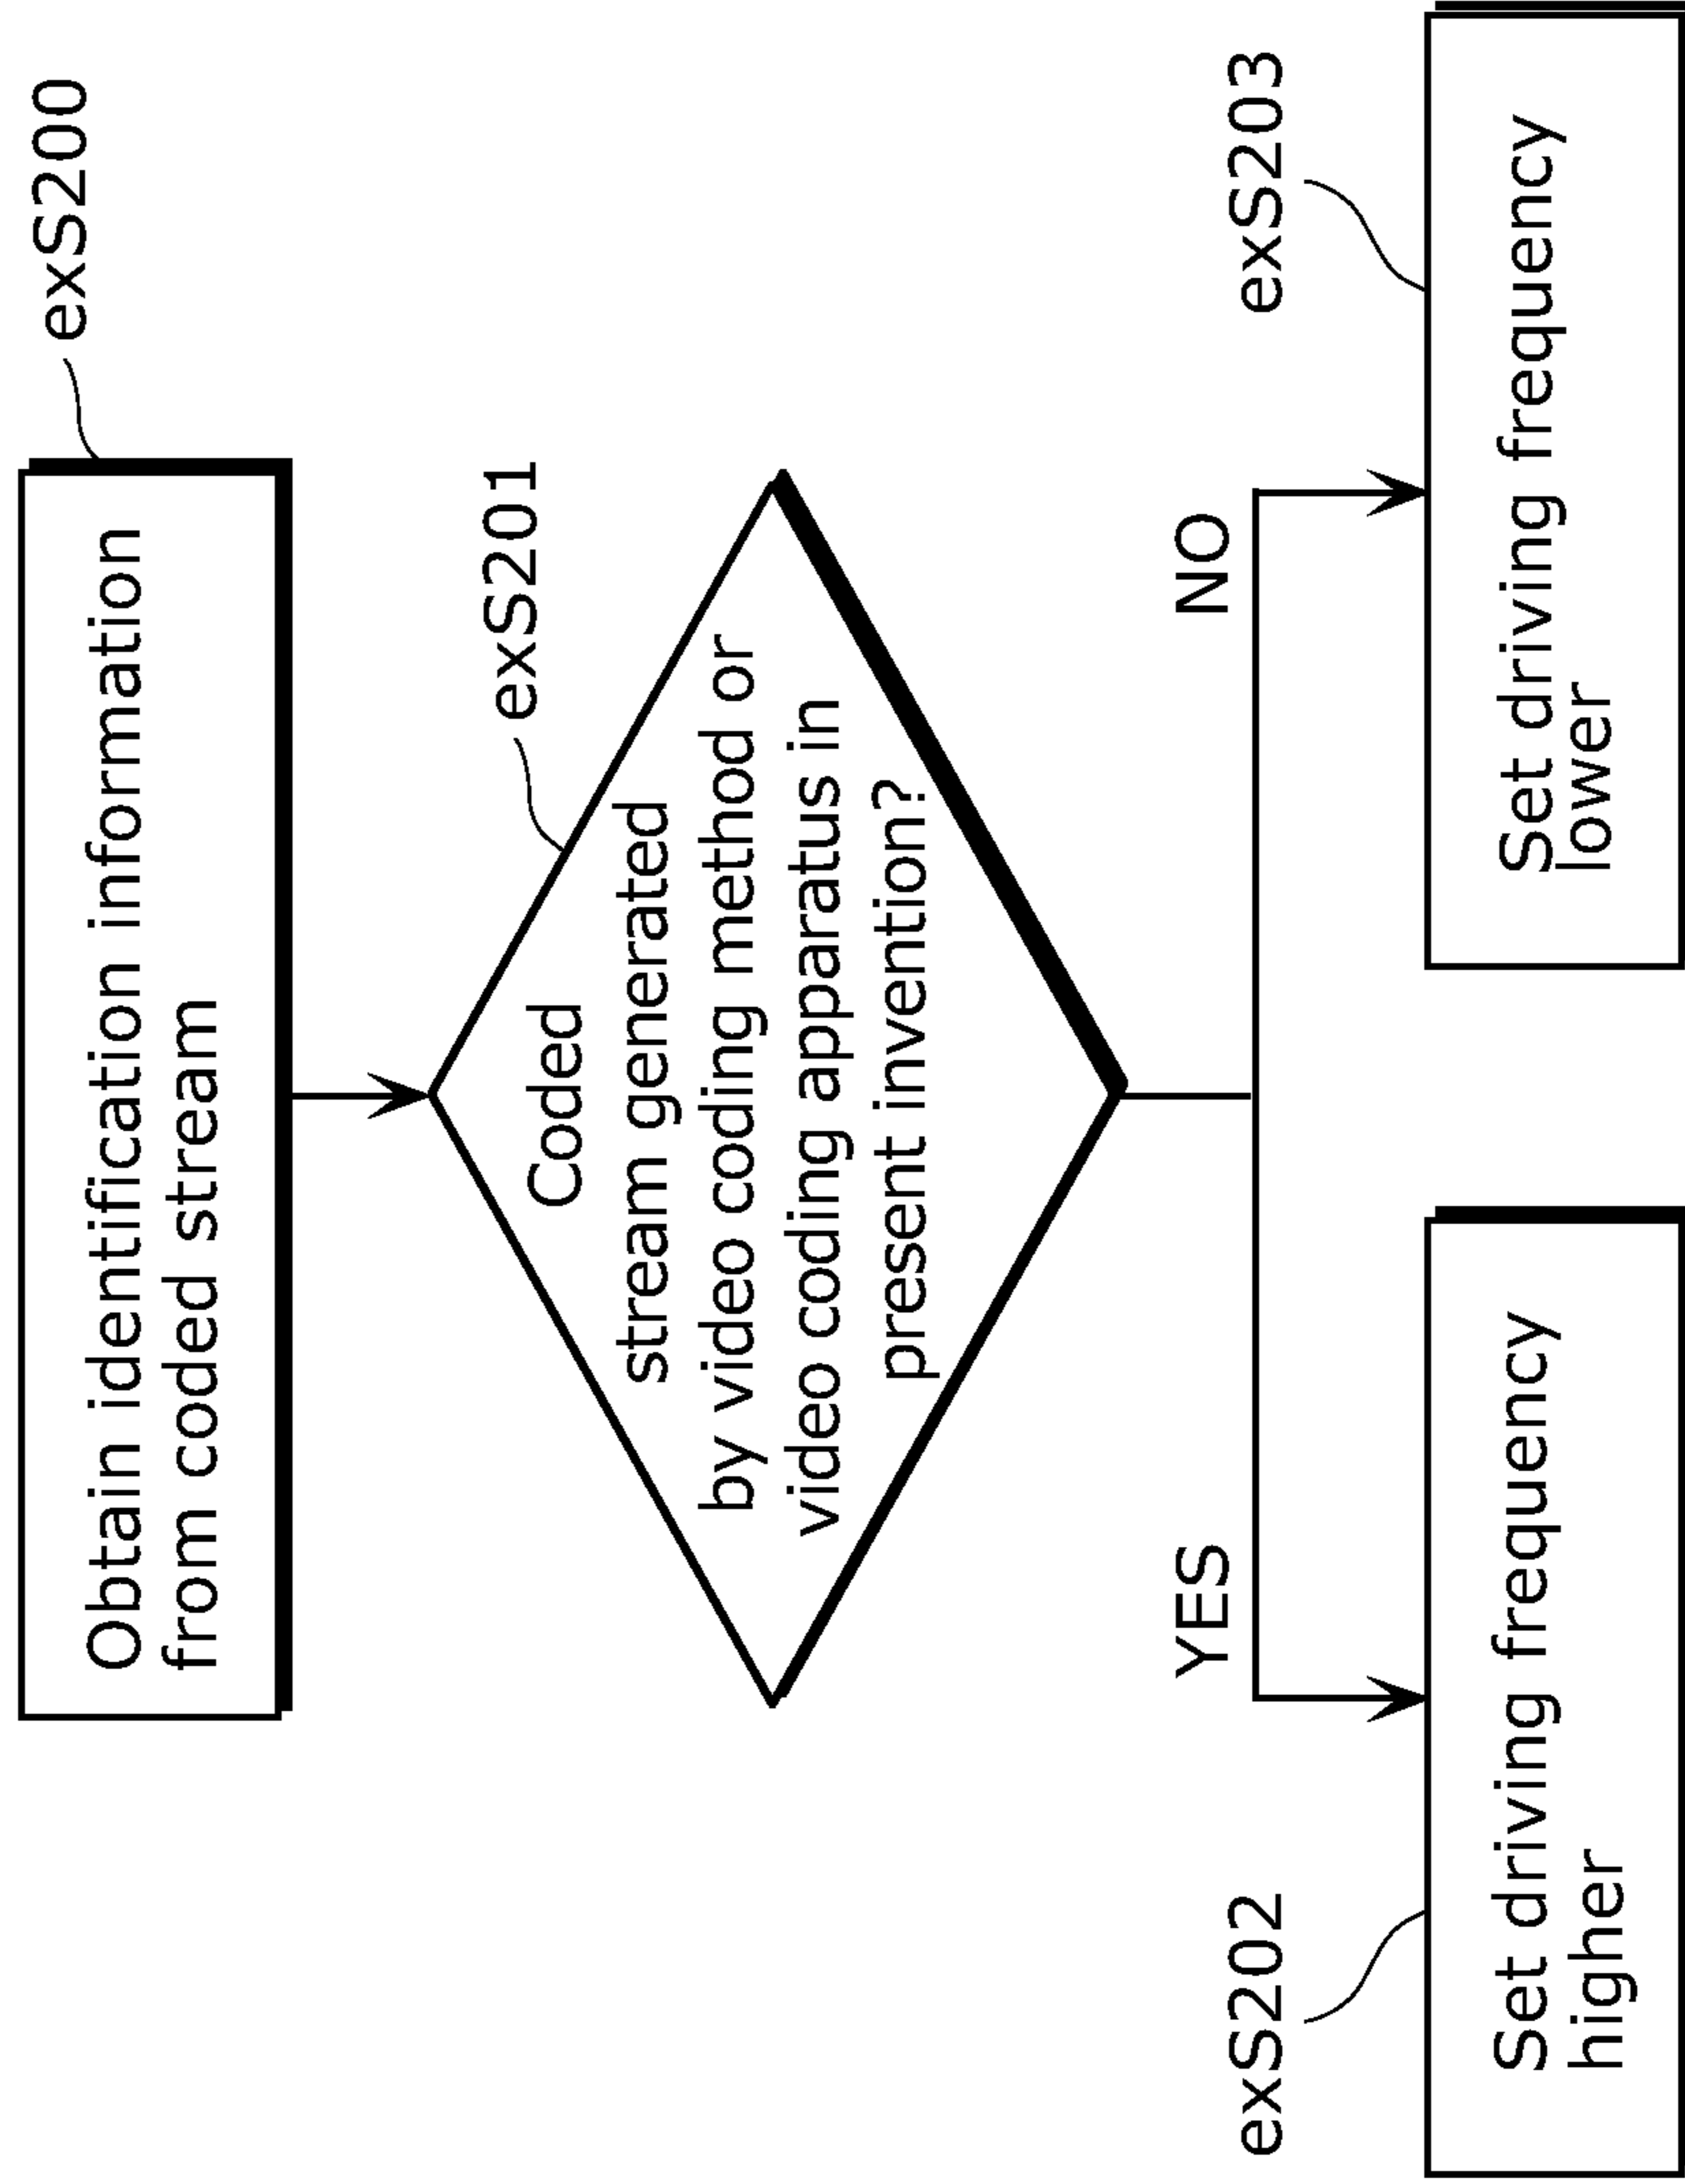 exS200
Obtain identification information
from coded stream
exS201
Coded
stream generated
by video coding method or
video coding apparatus in
present invention?
YES
NO
exS202
exS203
Set driving frequency
higher
Set driving frequency
lower